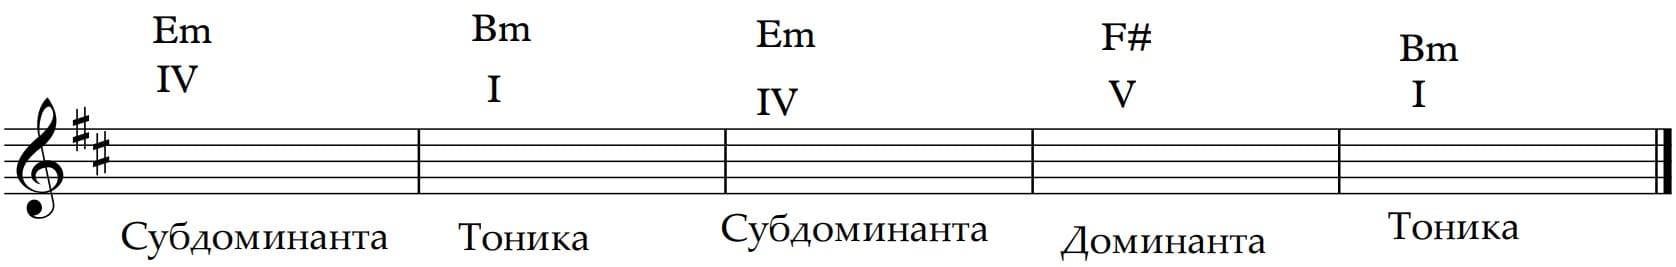 Em Bm Em F# Bm
IV I IV V I
Субдоминанта Тоника Субдоминанта Доминанта Тоника